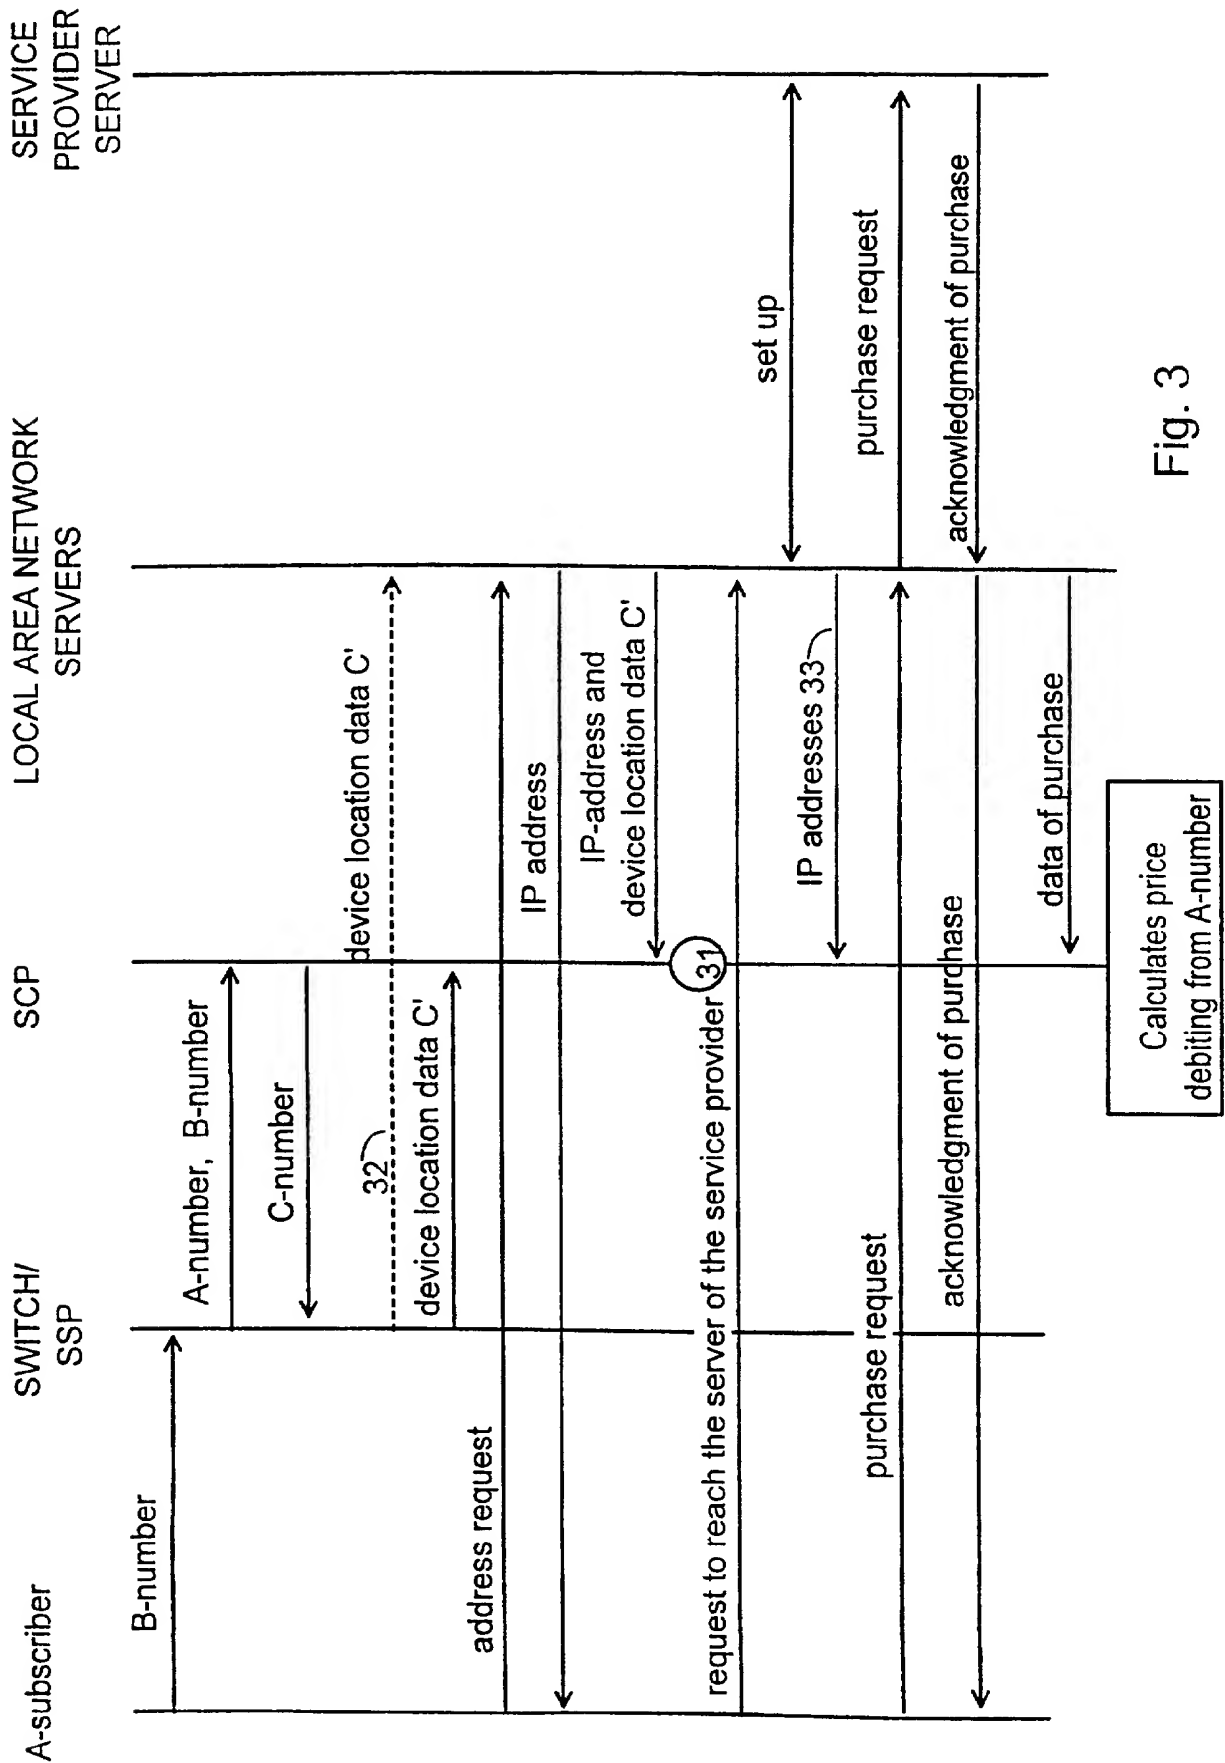 A-subscriber
SWITCH/
SSP
SCP
LOCAL AREA NETWORK
SERVERS
SERVICE
PROVIDER
SERVER
B-number
A-number, B-number
C-number
device location data C'
32
device location data C'
address request
IP address
IP-address and
device location data C'
31
request to reach the server of the service provider
set up
IP addresses 33
purchase request
purchase request
acknowledgment of purchase
acknowledgment of purchase
data of purchase
Calculates price
debiting from A-number
Fig. 3